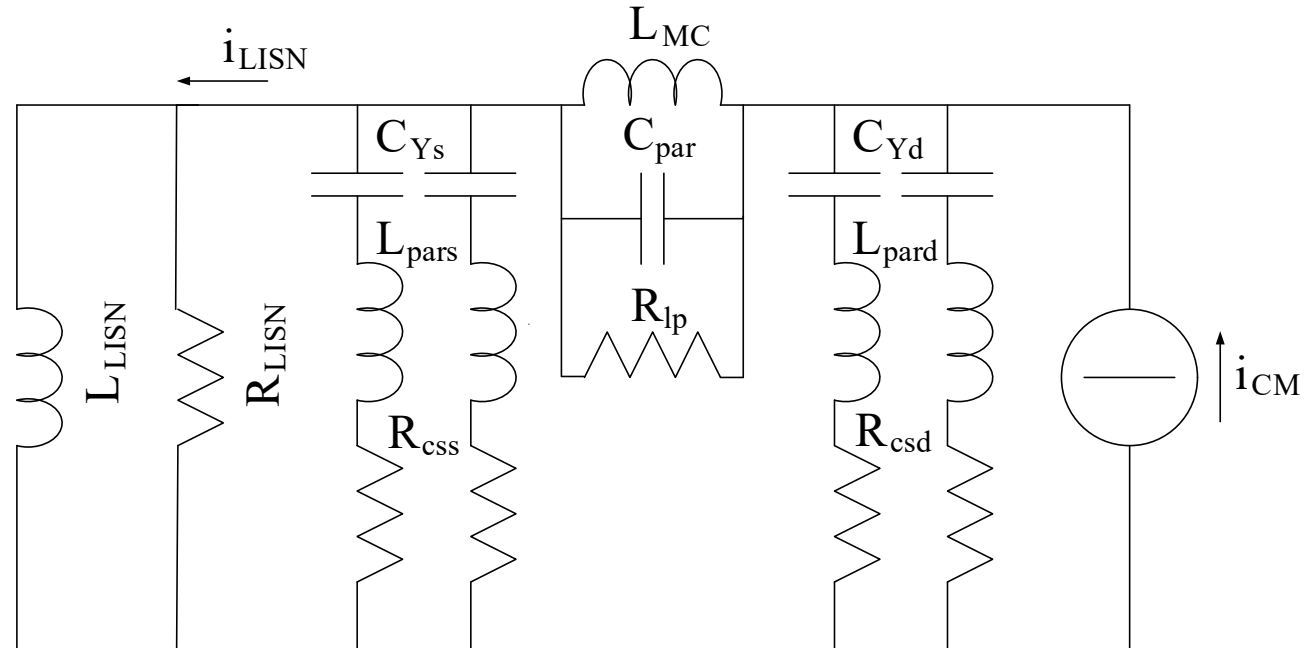 L_MC
i_LISN
C_Ys
C_par
C_Yd
L_pars
L_pard
R_lp
L_LISN
R_LISN
i_CM
R_css
R_csd